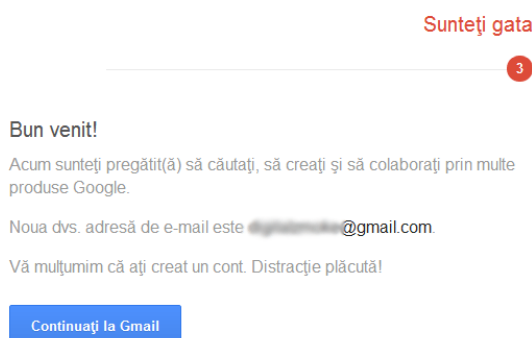 Sunteţi gata
3
Bun venit!
Acum sunteţi pregătit(ă) să căutaţi, să creaţi şi să colaboraţi prin multe
produse Google.
Noua dvs. adresă de e-mail este @gmail.com.
Vă mulţumim că aţi creat un cont. Distracţie plăcută!
Continuaţi la Gmail